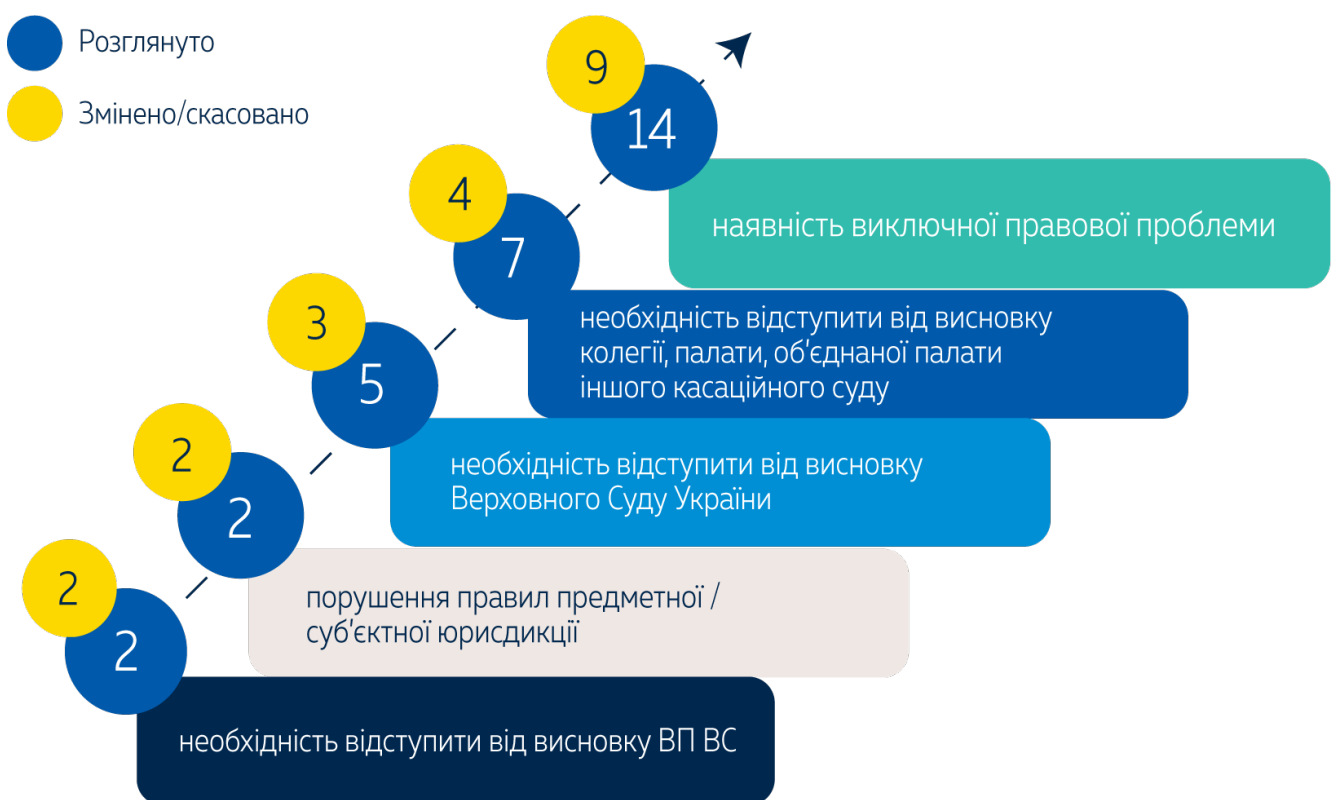 Розглянуто
Змінено/скасовано
9
14
наявність виключної правової проблеми
4
7
необхідність відступити від висновку
колегії, палати, об’єднаної палати
іншого касаційного суду
3
5
необхідність відступити від висновку
Верховного Суду України
2
2
порушення правил предметної /
суб’єктної юрисдикції
2
2
необхідність відступити від висновку ВП ВС